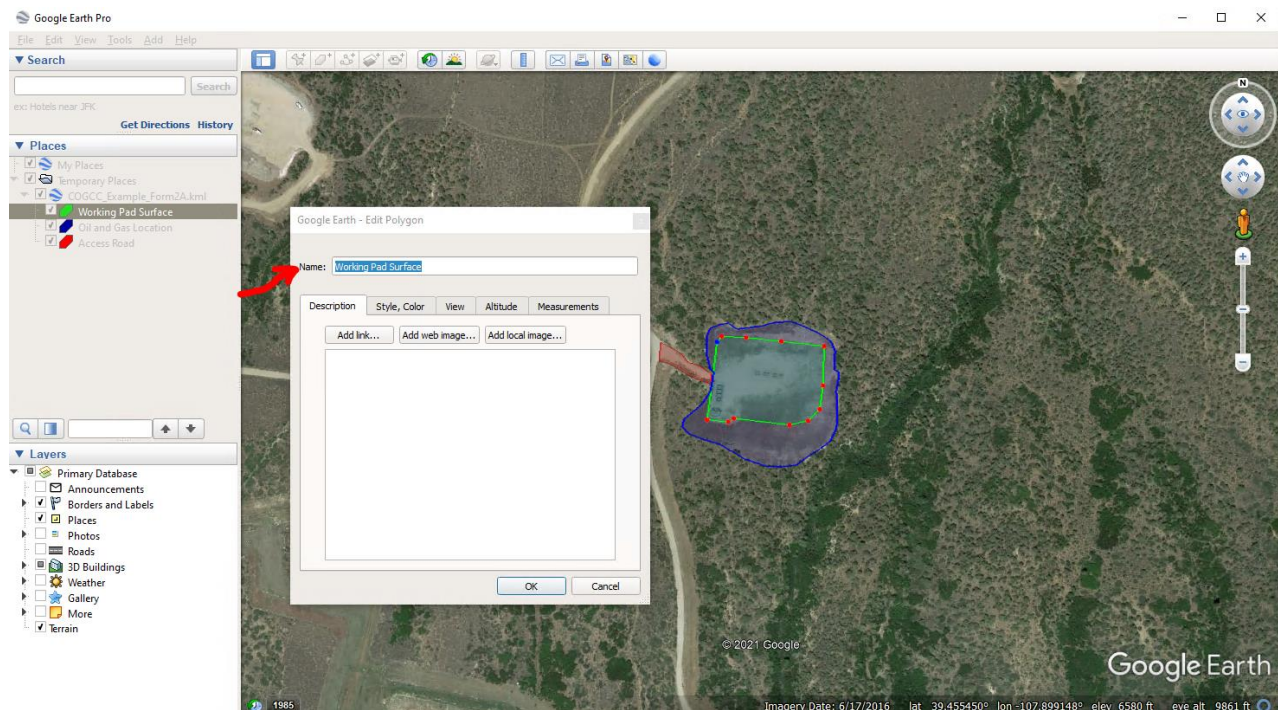 Google Earth Pro
File Edit View Tools Add Help
Search
Search
ex: Hotels near JFK
Get Directions History
Places
My Places
Temporary Places
COGCC_Example_Form2A.kml
Working Pad Surface
Oil and Gas Location
Access Road
Layers
Primary Database
Announcements
Borders and Labels
Places
Photos
Roads
3D Buildings
Weather
Gallery
More
Terrain
Google Earth - Edit Polygon
Name: Working Pad Surface
Description Style, Color View Altitude Measurements
Add link... Add web image... Add local image...
OK Cancel
N
© 2021 Google
Google Earth
1985
Imagery Date: 6/17/2016 lat 39.455450° lon -107.899148° elev 6580 ft eye alt 9861 ft